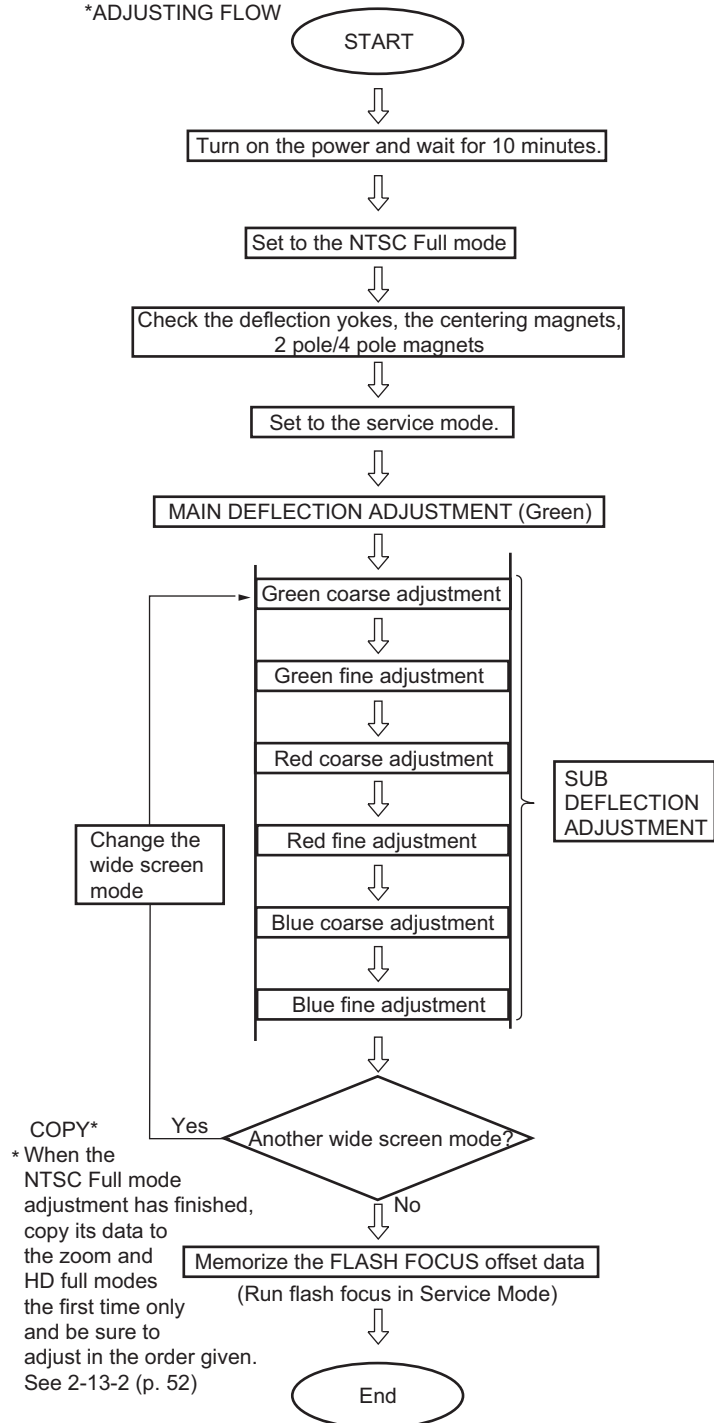 *ADJUSTING FLOW
START
Turn on the power and wait for 10 minutes.
Set to the NTSC Full mode
Check the deflection yokes, the centering magnets,
2 pole/4 pole magnets
Set to the service mode.
MAIN DEFLECTION ADJUSTMENT (Green)
Green coarse adjustment
Green fine adjustment
Red coarse adjustment
Red fine adjustment
Blue coarse adjustment
Blue fine adjustment
SUB
DEFLECTION
ADJUSTMENT
Change the
wide screen
mode
Another wide screen mode?
Yes
No
COPY*
* When the
NTSC Full mode
adjustment has finished,
copy its data to
the zoom and
HD full modes
the first time only
and be sure to
adjust in the order given.
See 2-13-2 (p. 52)
Memorize the FLASH FOCUS offset data
(Run flash focus in Service Mode)
End